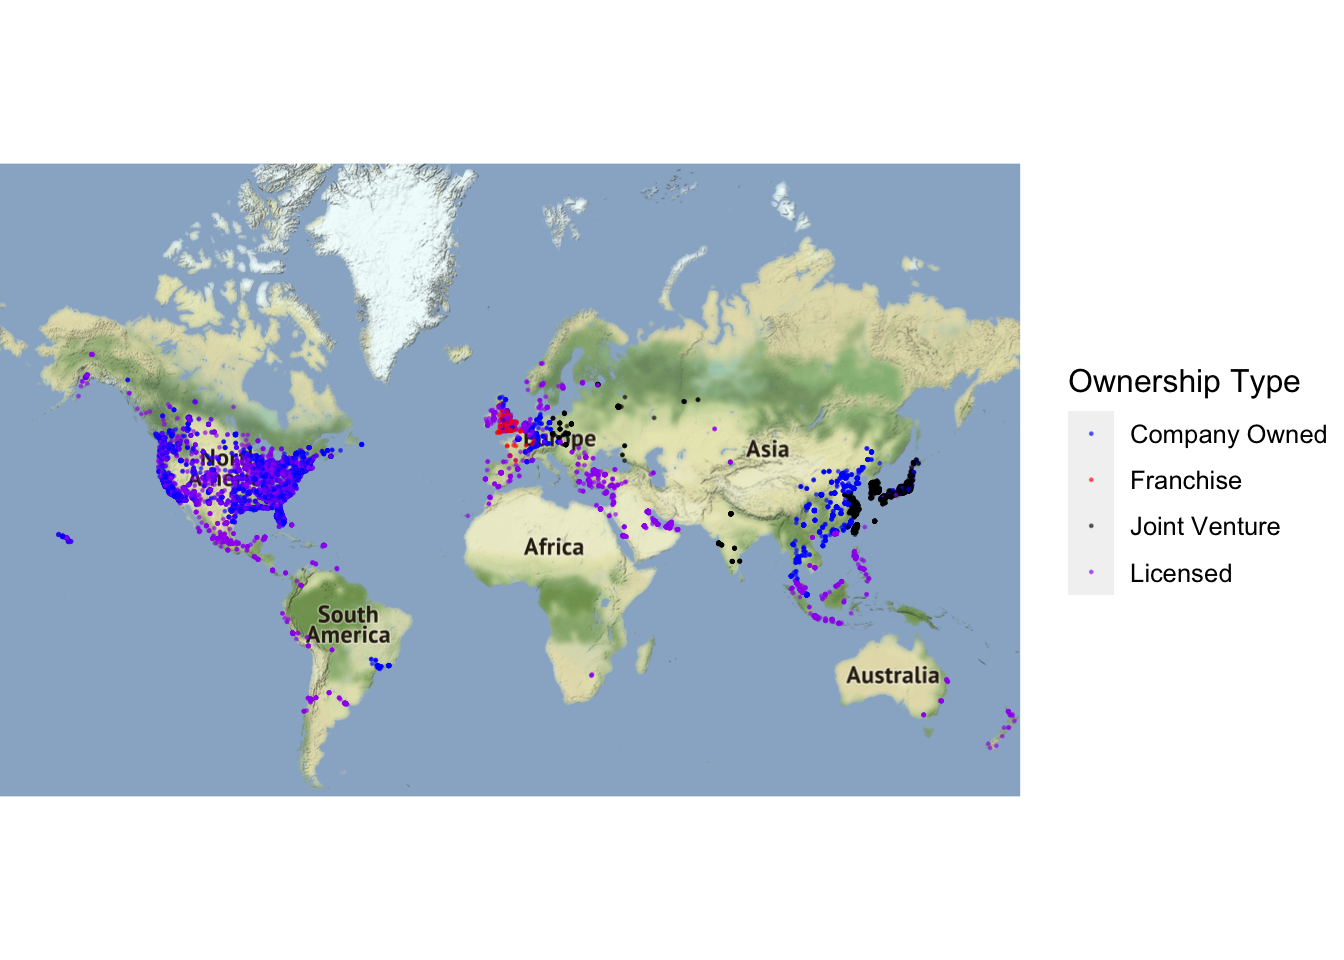 North
America
Europe
Asia
Africa
South
America
Australia
Ownership Type
Company Owned
Franchise
Joint Venture
Licensed